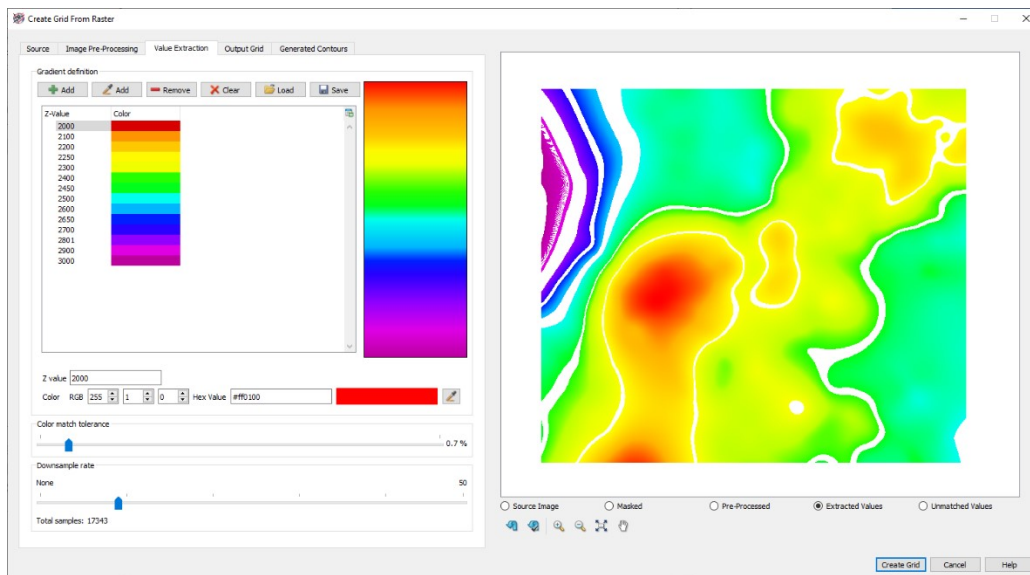 Create Grid From Raster
Source Image Pre-Processing Value Extraction Output Grid Generated Contours
Gradient definition
Add Add Remove Clear Load Save
Z-Value Color
2000
2100
2200
2250
2300
2400
2450
2500
2600
2650
2700
2801
2900
3000
Z value 2000
Color RGB 255 1 0 Hex Value #ff0100
Color match tolerance
0.7 %
Downsample rate
None 50
Total samples: 17343
Source Image Masked Pre-Processed Extracted Values Unmatched Values
Create Grid Cancel Help